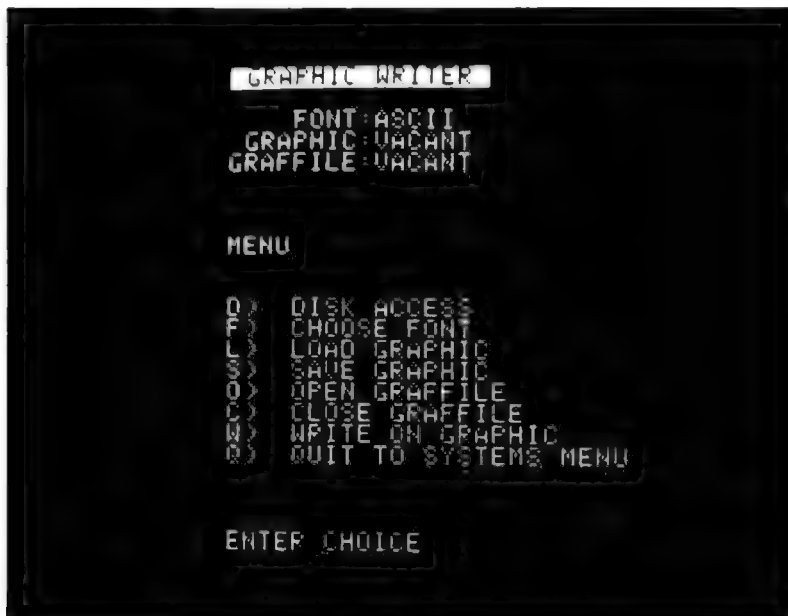 GRAPHIC WRITER
FONT:ASCII
GRAPHIC:VACANT
GRAFFILE:VACANT
MENU
D> DISK ACCESS
F> CHOOSE FONT
L> LOAD GRAPHIC
S> SAVE GRAPHIC
O> OPEN GRAFFILE
C> CLOSE GRAFFILE
W> WRITE ON GRAPHIC
Q> QUIT TO SYSTEMS MENU
ENTER CHOICE